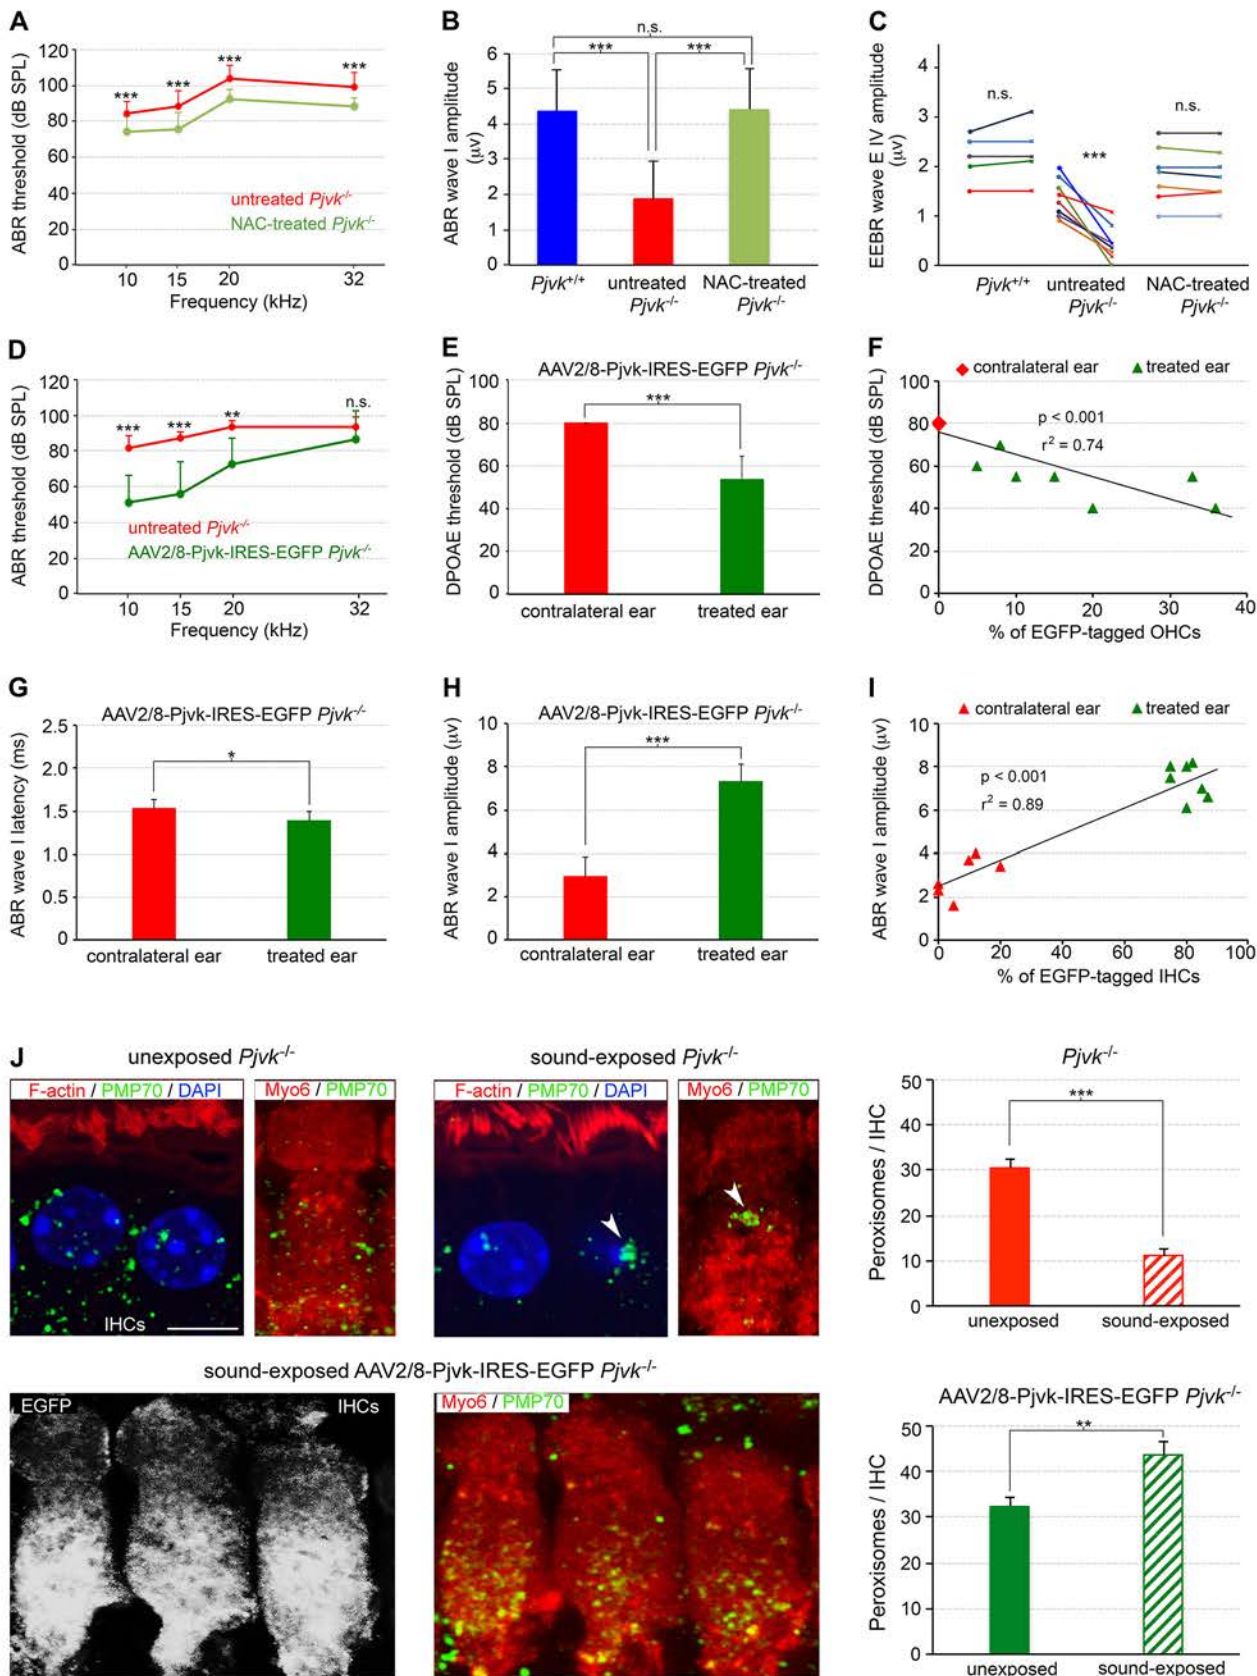 A
ABR threshold (dB SPL)
120
100
80
60
40
20
0
***
***
***
***
untreated Pjvk-/-
NAC-treated Pjvk-/-
10 15 20 32
Frequency (kHz)
B
ABR wave I amplitude (µv)
6
5
4
3
2
1
0
n.s.
*** ***
Pjvk+/+
untreated Pjvk-/-
NAC-treated Pjvk-/-
C
EEBR wave E IV amplitude (µv)
4
3
2
1
0
n.s.
***
n.s.
Pjvk+/+
untreated Pjvk-/-
NAC-treated Pjvk-/-
D
ABR threshold (dB SPL)
120
100
80
60
40
20
0
*** *** ** n.s.
untreated Pjvk-/-
AAV2/8-Pjvk-IRES-EGFP Pjvk-/-
10 15 20 32
Frequency (kHz)
E
AAV2/8-Pjvk-IRES-EGFP Pjvk-/-
DPOAE threshold (dB SPL)
100
80
60
40
20
0
***
contralateral ear treated ear
F
contralateral ear treated ear
DPOAE threshold (dB SPL)
100
80
60
40
20
0
p < 0.001
r2 = 0.74
0 10 20 30 40
% of EGFP-tagged OHCs
G
AAV2/8-Pjvk-IRES-EGFP Pjvk-/-
ABR wave I latency (ms)
2.5
2.0
1.5
1.0
0.5
0
*
contralateral ear treated ear
H
AAV2/8-Pjvk-IRES-EGFP Pjvk-/-
ABR wave I amplitude (µv)
10
8
6
4
2
0
***
contralateral ear treated ear
I
contralateral ear treated ear
ABR wave I amplitude (µv)
10
8
6
4
2
0
p < 0.001
r2 = 0.89
0 20 40 60 80 100
% of EGFP-tagged IHCs
J
unexposed Pjvk-/-
F-actin / PMP70 / DAPI
Myo6 / PMP70
IHCs
sound-exposed Pjvk-/-
F-actin / PMP70 / DAPI
Myo6 / PMP70
Pjvk-/-
Peroxisomes / IHC
50
40
30
20
10
0
***
unexposed sound-exposed
sound-exposed AAV2/8-Pjvk-IRES-EGFP Pjvk-/-
EGFP IHCs
Myo6 / PMP70
AAV2/8-Pjvk-IRES-EGFP Pjvk-/-
Peroxisomes / IHC
50
40
30
20
10
0
**
unexposed sound-exposed